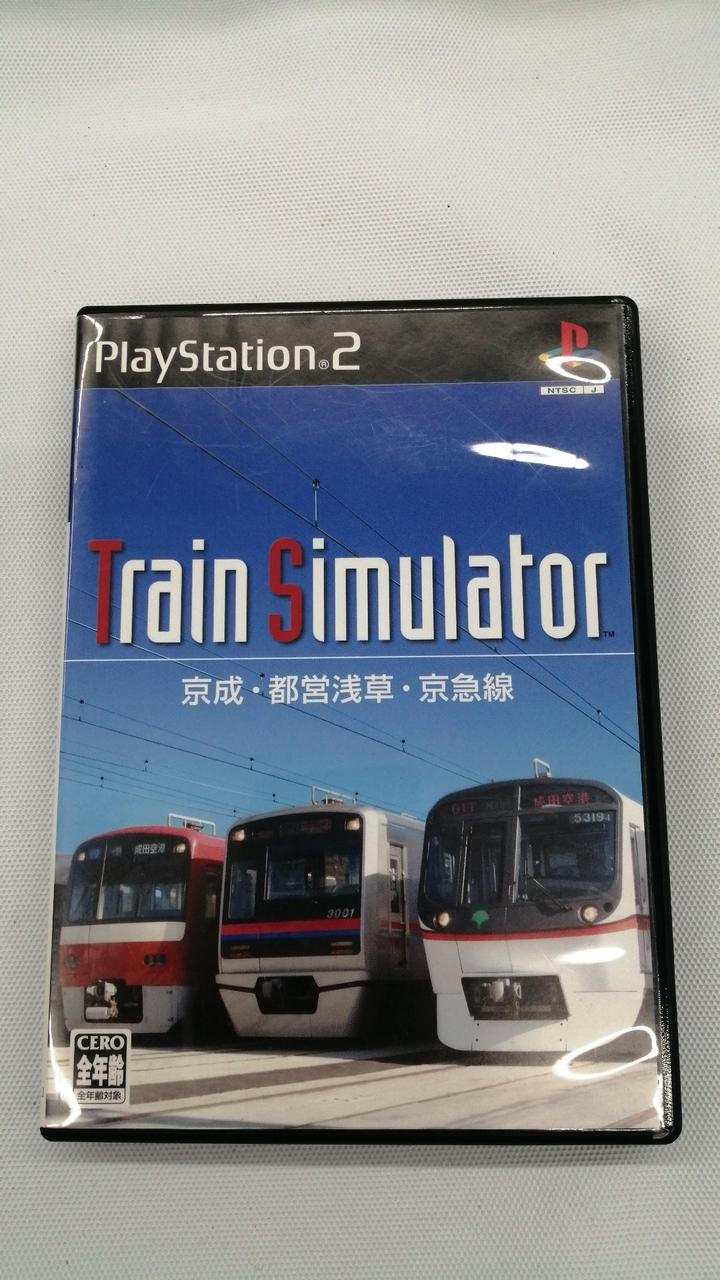 PlayStation®2
NTSC J
Train Simulator™
京成・都営浅草・京急線
成田空港
5319-1
成田空港
3001
CERO
全年齢
全年齢対象